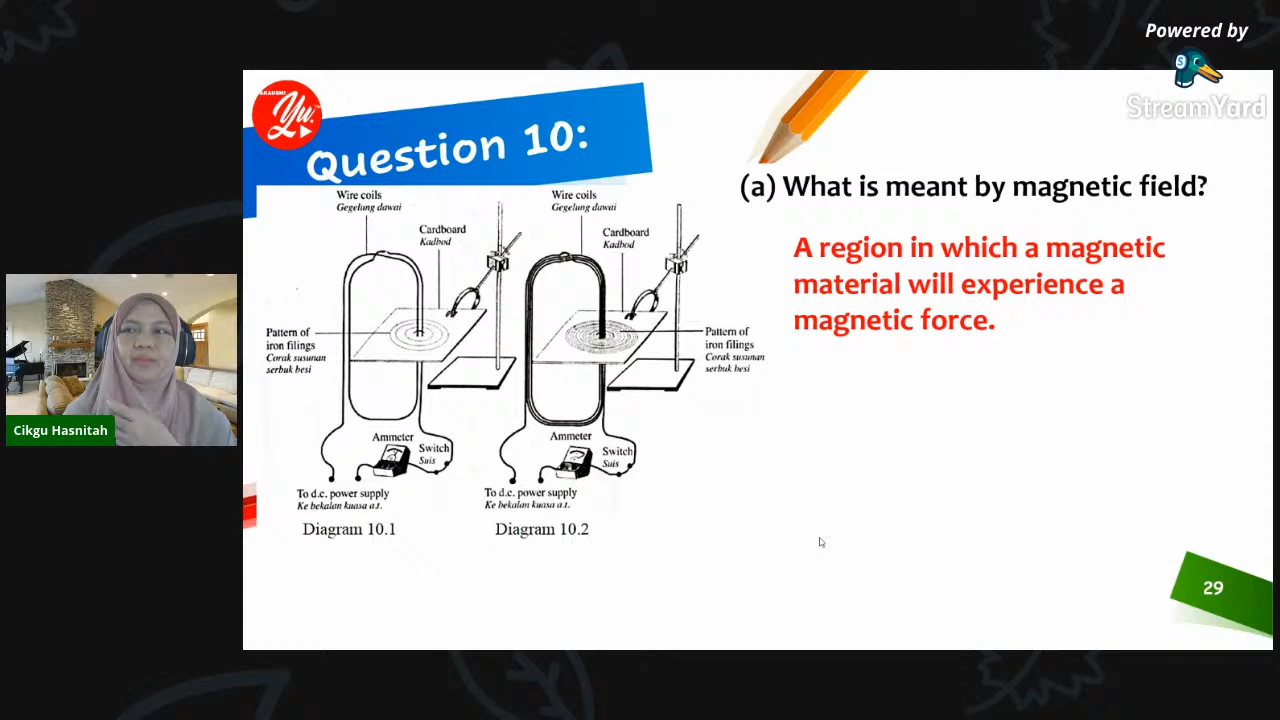 Powered by
StreamYard
AKADEMI
Yu.
Question 10:
(a) What is meant by magnetic field?
A region in which a magnetic
material will experience a
magnetic force.
Wire coils
Gegelung dawai
Cardboard
Kadbod
Pattern of
iron filings
Corak susunan
serbuk besi
Ammeter
Switch
Suis
To d.c. power supply
Ke bekalan kuasa a.t.
Diagram 10.1
Wire coils
Gegelung dawai
Cardboard
Kadbod
Pattern of
iron filings
Corak susunan
serbuk besi
Ammeter
Switch
Suis
To d.c. power supply
Ke bekalan kuasa a.t.
Diagram 10.2
Cikgu Hasnitah
29